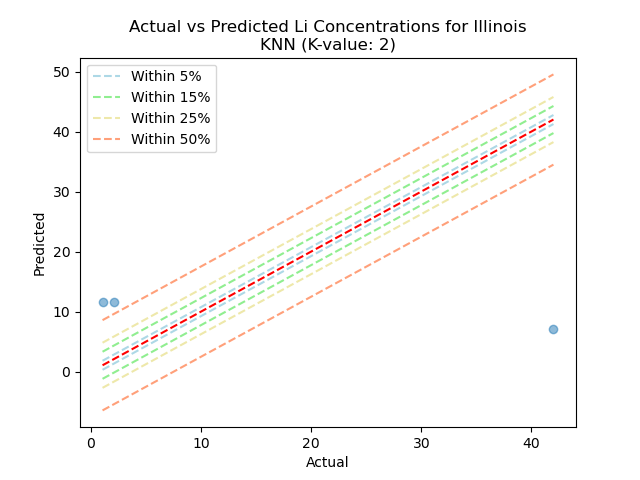 Actual vs Predicted Li Concentrations for Illinois
KNN (K-value: 2)
Within 5%
Within 15%
Within 25%
Within 50%
50
40
30
20
10
0
Predicted
0 10 20 30 40
Actual